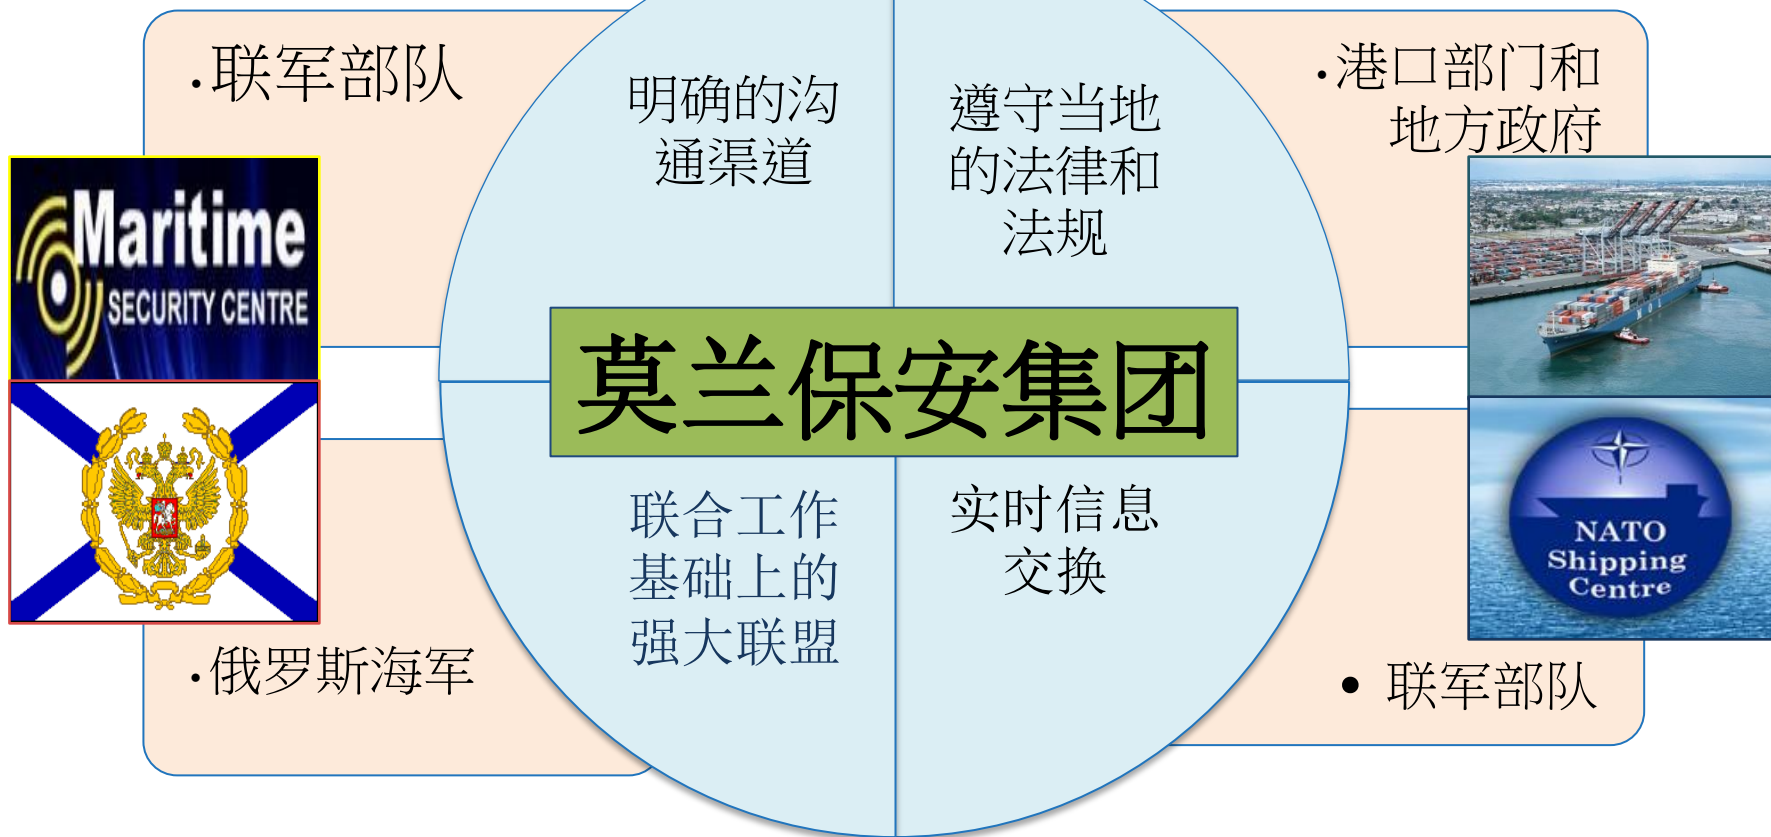 ·联军部队
明确的沟
通渠道
遵守当地
的法律和
法规
·港口部门和
地方政府
Maritime
SECURITY CENTRE
莫兰保安集团
联合工作
基础上的
强大联盟
实时信息
交换
NATO
Shipping
Centre
·俄罗斯海军
• 联军部队